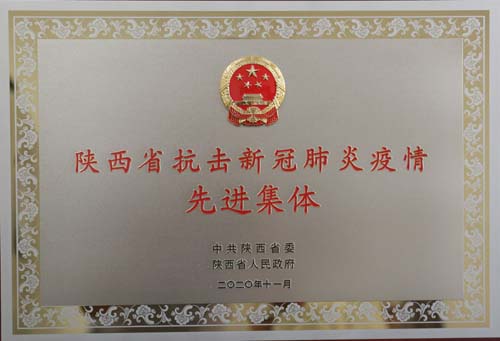 陕西省抗击新冠肺炎疫情
先进集体
中共陕西省委
陕西省人民政府
二〇二〇年十一月